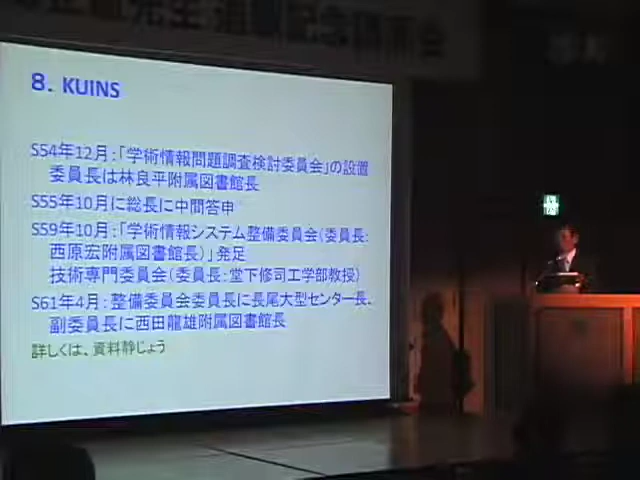 記念講演会
8. KUINS
S54年12月：「学術情報問題調査検討委員会」の設置
委員長は林良平附属図書館長
S55年10月に総長に中間答申
S59年10月：「学術情報システム整備委員会（委員長：
西原宏附属図書館長）」発足
技術専門委員会（委員長：堂下修司工学部教授）
S61年4月：整備委員会委員長に長尾大型センター長、
副委員長に西田龍雄附属図書館長
詳しくは、資料静じょう